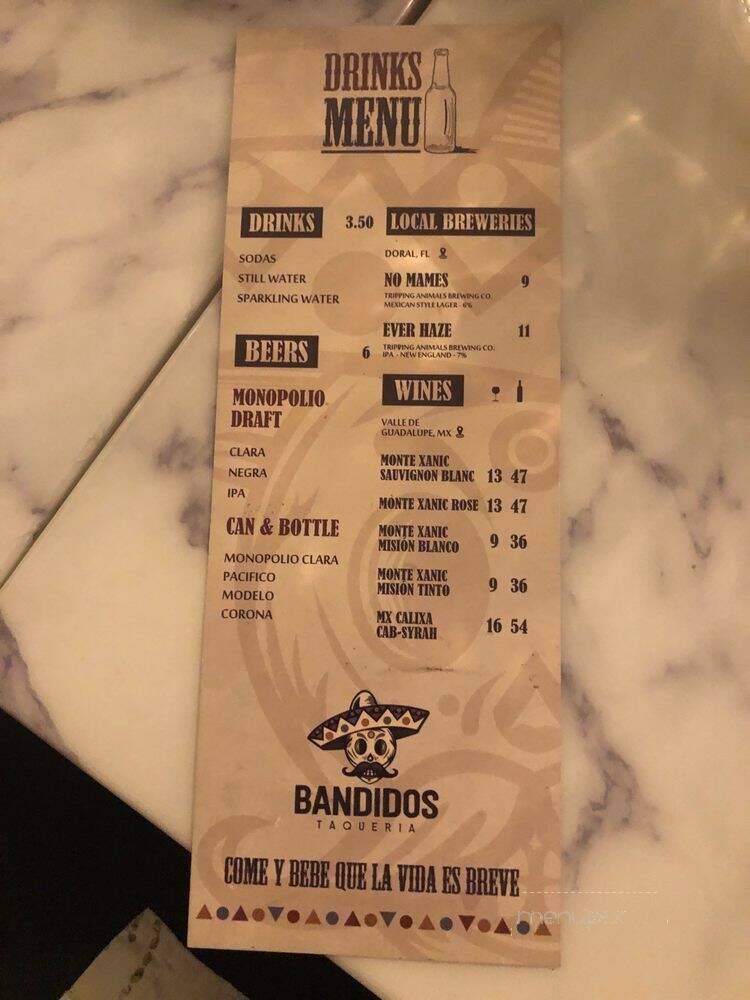 DRINKS
MENU
DRINKS 3.50
SODAS
STILL WATER
SPARKLING WATER
BEERS 6
MONOPOLIO
DRAFT
CLARA
NEGRA
IPA
CAN & BOTTLE
MONOPOLIO CLARA
PACIFICO
MODELO
CORONA
LOCAL BREWERIES
DORAL, FL
NO MAMES 9
TRIPPING ANIMALS BREWING CO.
MEXICAN STYLE LAGER - 6%
EVER HAZE 11
TRIPPING ANIMALS BREWING CO.
IPA - NEW ENGLAND - 7%
WINES
VALLE DE
GUADALUPE, MX
MONTE XANIC
SAUVIGNON BLANC 13 47
MONTE XANIC ROSE 13 47
MONTE XANIC
MISIÓN BLANCO 9 36
MONTE XANIC
MISIÓN TINTO 9 36
MX CALIXA
CAB-SYRAH 16 54
BANDIDOS
TAQUERIA
COME Y BEBE QUE LA VIDA ES BREVE